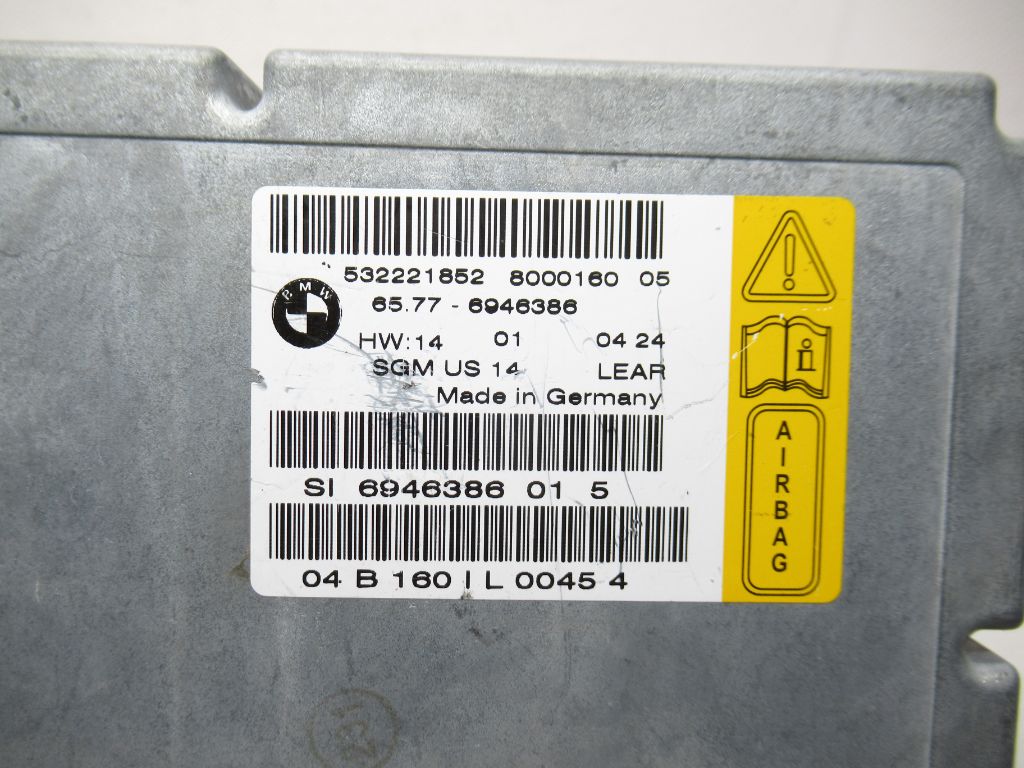 532221852 8000160 05
BMW
65.77 - 6946386
HW:14 01 04 24
SGM US 14 LEAR
Made in Germany
SI 6946386 01 5
04 B 160 I L 0045 4
AIRBAG